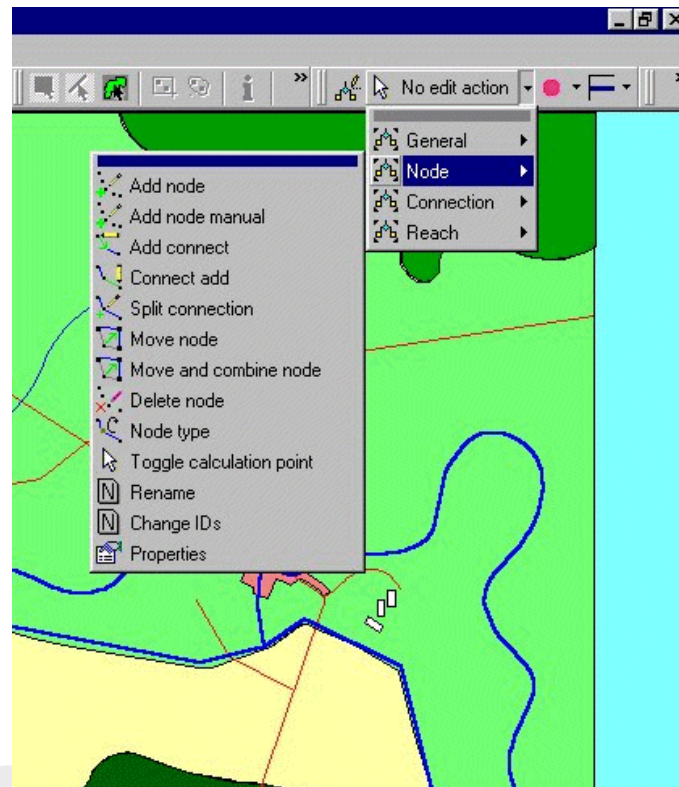 No edit action
General
Node
Connection
Reach
Add node
Add node manual
Add connect
Connect add
Split connection
Move node
Move and combine node
Delete node
Node type
Toggle calculation point
Rename
Change IDs
Properties